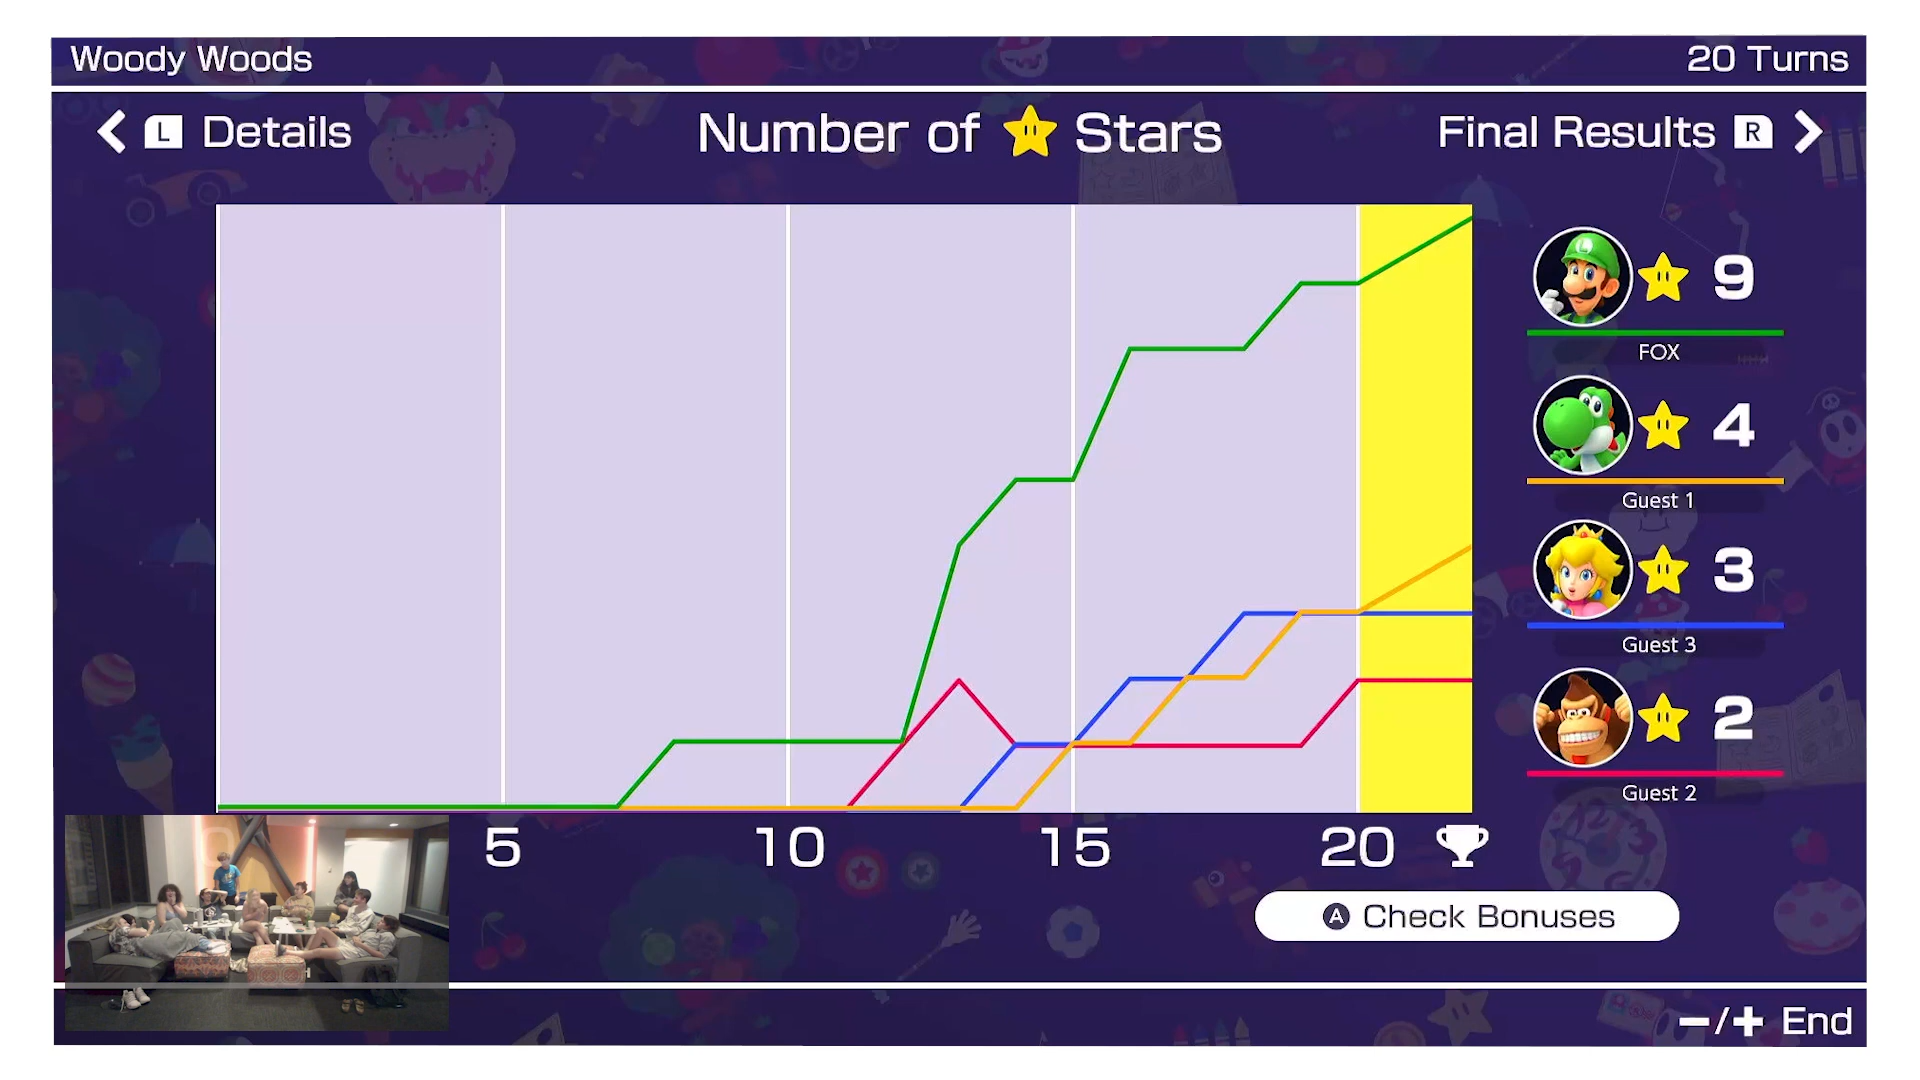 Woody Woods
20 Turns
L Details
Number of Stars
Final Results R
L
9
FOX
4
Guest 1
3
Guest 3
2
Guest 2
5 10 15 20
A Check Bonuses
−/+ End